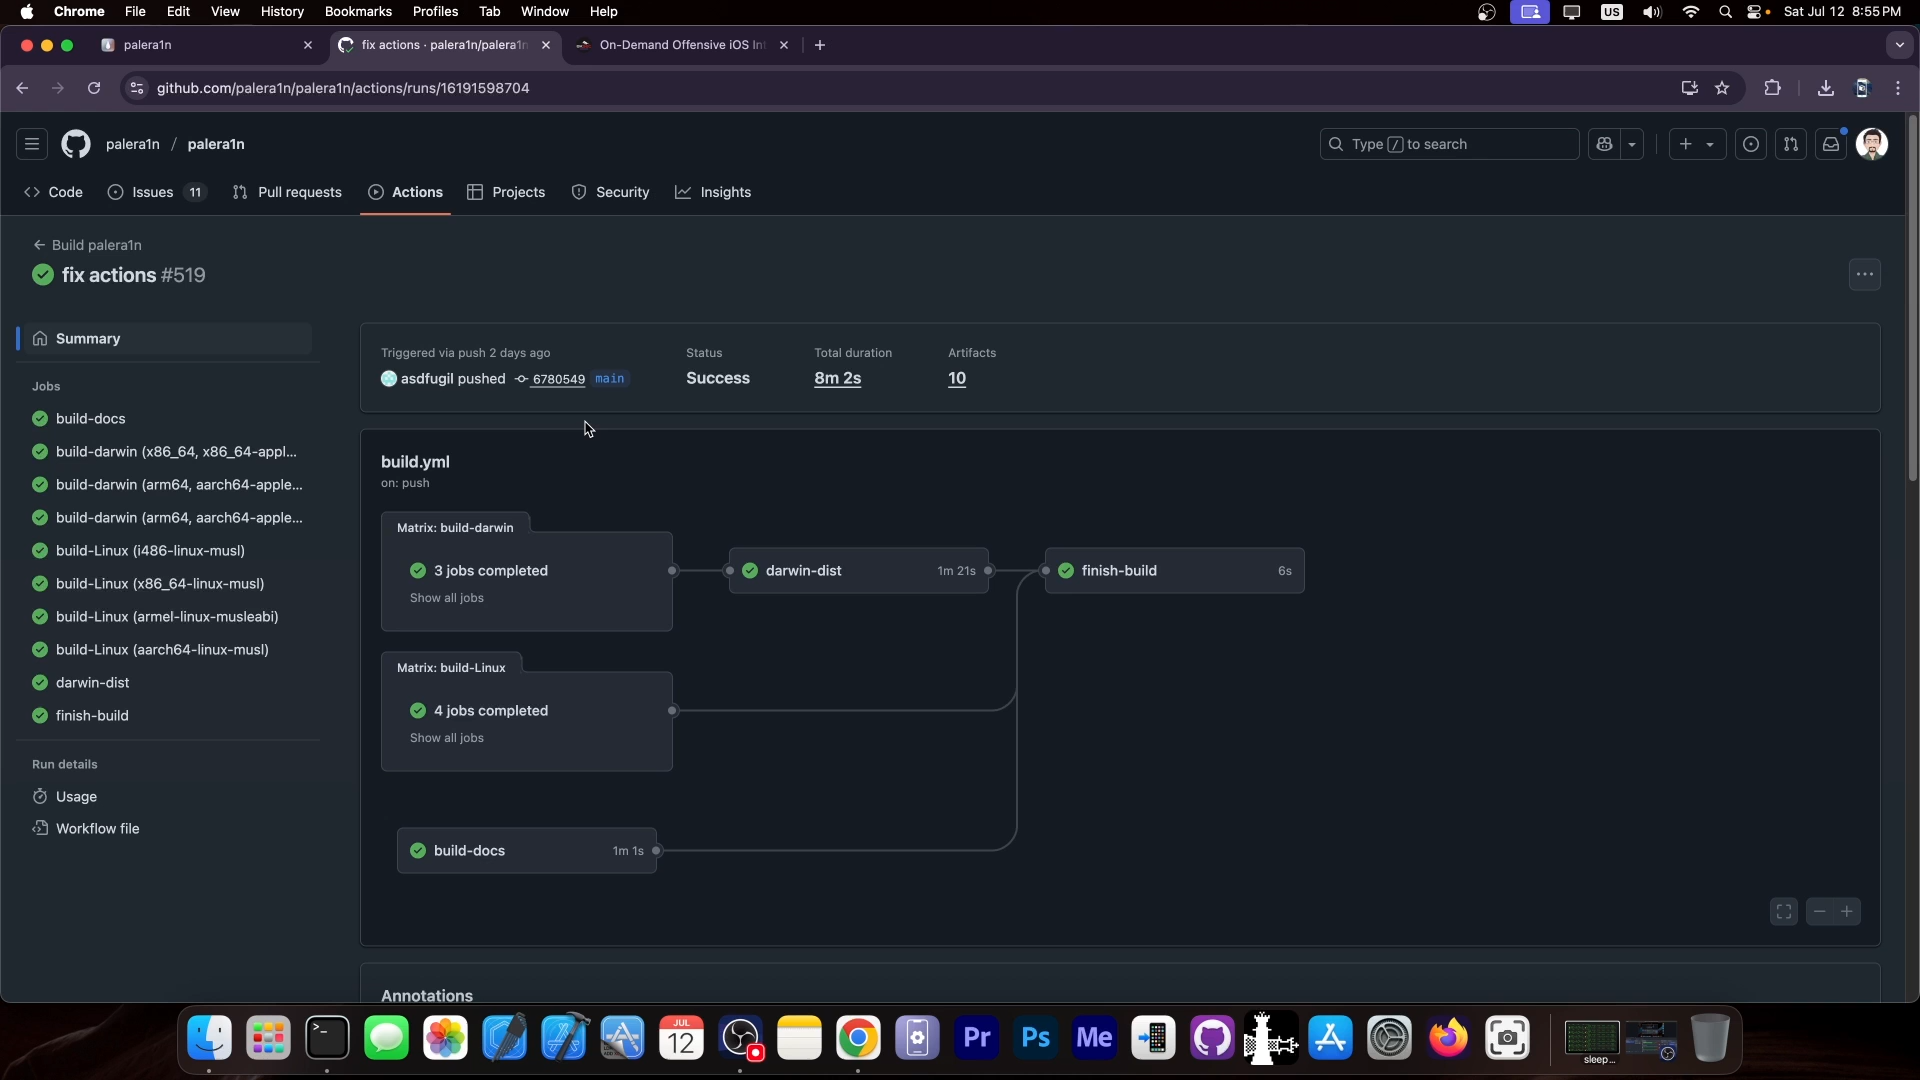 Chrome File Edit View History Bookmarks Profiles Tab Window Help
US
Sat Jul 12 8:55 PM
palera1n
fix actions · palera1n/palera1n
On-Demand Offensive iOS Int
github.com/palera1n/palera1n/actions/runs/16191598704
palera1n / palera1n
Type / to search
Code
Issues 11
Pull requests
Actions
Projects
Security
Insights
Build palera1n
fix actions #519
Summary
Jobs
build-docs
build-darwin (x86_64, x86_64-appl...
build-darwin (arm64, aarch64-apple...
build-darwin (arm64, aarch64-apple...
build-Linux (i486-linux-musl)
build-Linux (x86_64-linux-musl)
build-Linux (armel-linux-musleabi)
build-Linux (aarch64-linux-musl)
darwin-dist
finish-build
Run details
Usage
Workflow file
Triggered via push 2 days ago
asdfugil pushed 6780549 main
Status
Success
Total duration
8m 2s
Artifacts
10
build.yml
on: push
Matrix: build-darwin
3 jobs completed
Show all jobs
darwin-dist 1m 21s
finish-build 6s
Matrix: build-Linux
4 jobs completed
Show all jobs
build-docs 1m 1s
Annotations
JUL
12
Pr
Ps
Me
sleep...